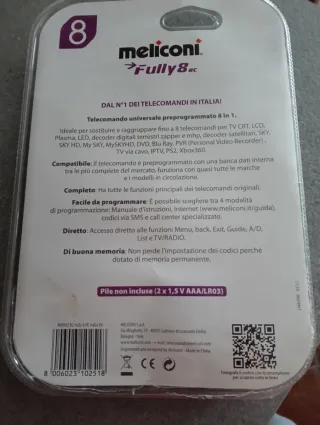 8
meliconi
Fully8 ec
DAL N°1 DEI TELECOMANDI IN ITALIA!
Telecomando universale preprogrammato 8 in 1.
Ideale per sostituire e raggruppare fino a 8 telecomandi per TV CRT, LCD,
Plasma, LED, decoder digitali terrestri zapper e mhp, decoder satellitari, SKY,
SKY HD, My SKY, MySKYHD, DVD, Blu Ray, PVR (Personal Video-Recorder)
TV via cavo, IPTV, PS2, Xbox360.
Compatibile: Il telecomando è preprogrammato con una banca dati interna
tra le più complete del mercato, funziona con quasi tutte le marche
e i modelli in circolazione.
Completo: Ha tutte le funzioni principali dei telecomandi originali.
Facile da programmare: È possibile scegliere tra 4 modalità
di programmazione: Manuale d'istruzioni, Internet (www.meliconi.it/guida),
codici via SMS e call center specializzato.
Diretto: Accesso diretto alle funzioni Menu, back, Exit, Guide, A/D,
List e TV/RADIO.
Di buona memoria: Non perde l'impostazione dei codici perché
dotato di memoria permanente.
Pile non incluse (2 x 1,5 V AAA/LR03)
MELICONI S.p.A.
Bologna - Italy
8 006023 102518